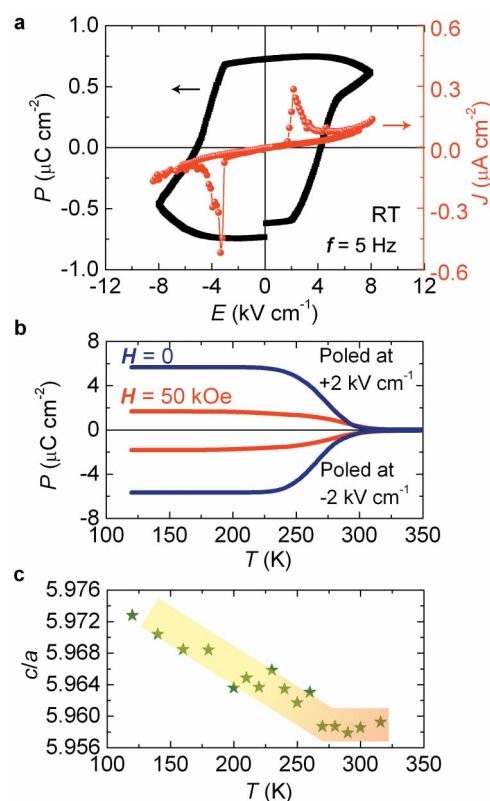 a
1.0
0.5
0.0
-0.5
-1.0
P (μC cm⁻²)
0.6
0.3
0.0
-0.3
-0.6
J (μA cm⁻²)
RT
f = 5 Hz
-12 -8 -4 0 4 8 12
E (kV cm⁻¹)
b
8
4
0
-4
-8
P (μC cm⁻²)
H = 0
H = 50 kOe
Poled at
+2 kV cm⁻¹
Poled at
-2 kV cm⁻¹
100 150 200 250 300 350
T (K)
c
5.976
5.972
5.968
5.964
5.960
5.956
c/a
100 150 200 250 300 350
T (K)